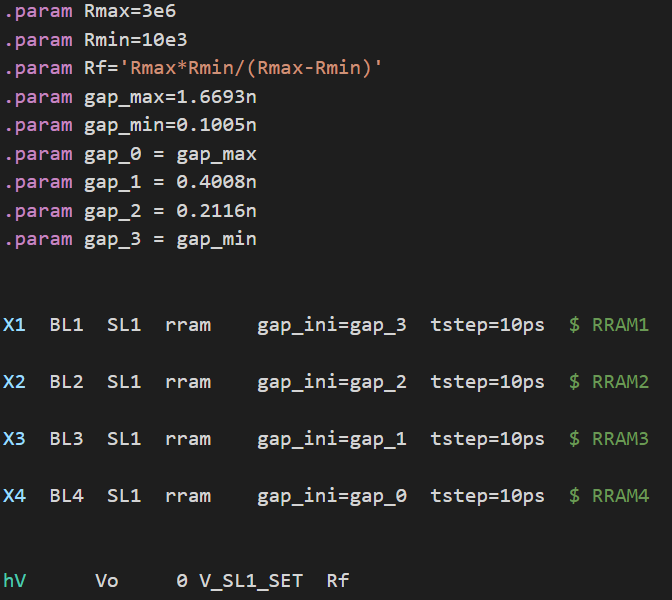 .param Rmax=3e6
.param Rmin=10e3
.param Rf='Rmax*Rmin/(Rmax-Rmin)'
.param gap_max=1.6693n
.param gap_min=0.1005n
.param gap_0 = gap_max
.param gap_1 = 0.4008n
.param gap_2 = 0.2116n
.param gap_3 = gap_min
X1 BL1 SL1 rram gap_ini=gap_3 tstep=10ps $ RRAM1
X2 BL2 SL1 rram gap_ini=gap_2 tstep=10ps $ RRAM2
X3 BL3 SL1 rram gap_ini=gap_1 tstep=10ps $ RRAM3
X4 BL4 SL1 rram gap_ini=gap_0 tstep=10ps $ RRAM4
hV Vo 0 V_SL1_SET Rf